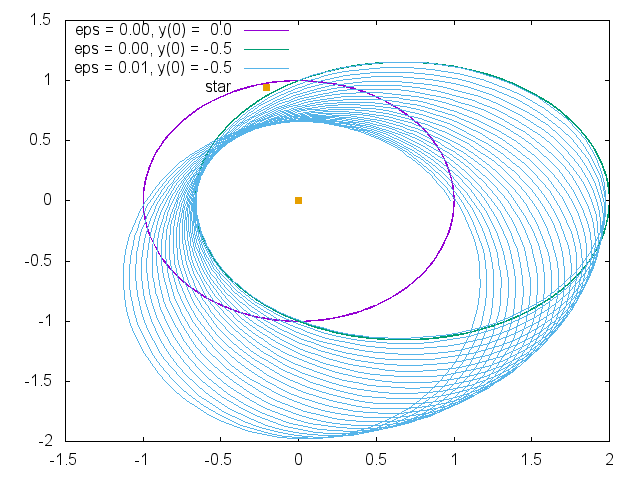 eps = 0.00, y(0) = 0.0
eps = 0.00, y(0) = -0.5
eps = 0.01, y(0) = -0.5
star
1.5
1
0.5
0
-0.5
-1
-1.5
-2
-1.5 -1 -0.5 0 0.5 1 1.5 2